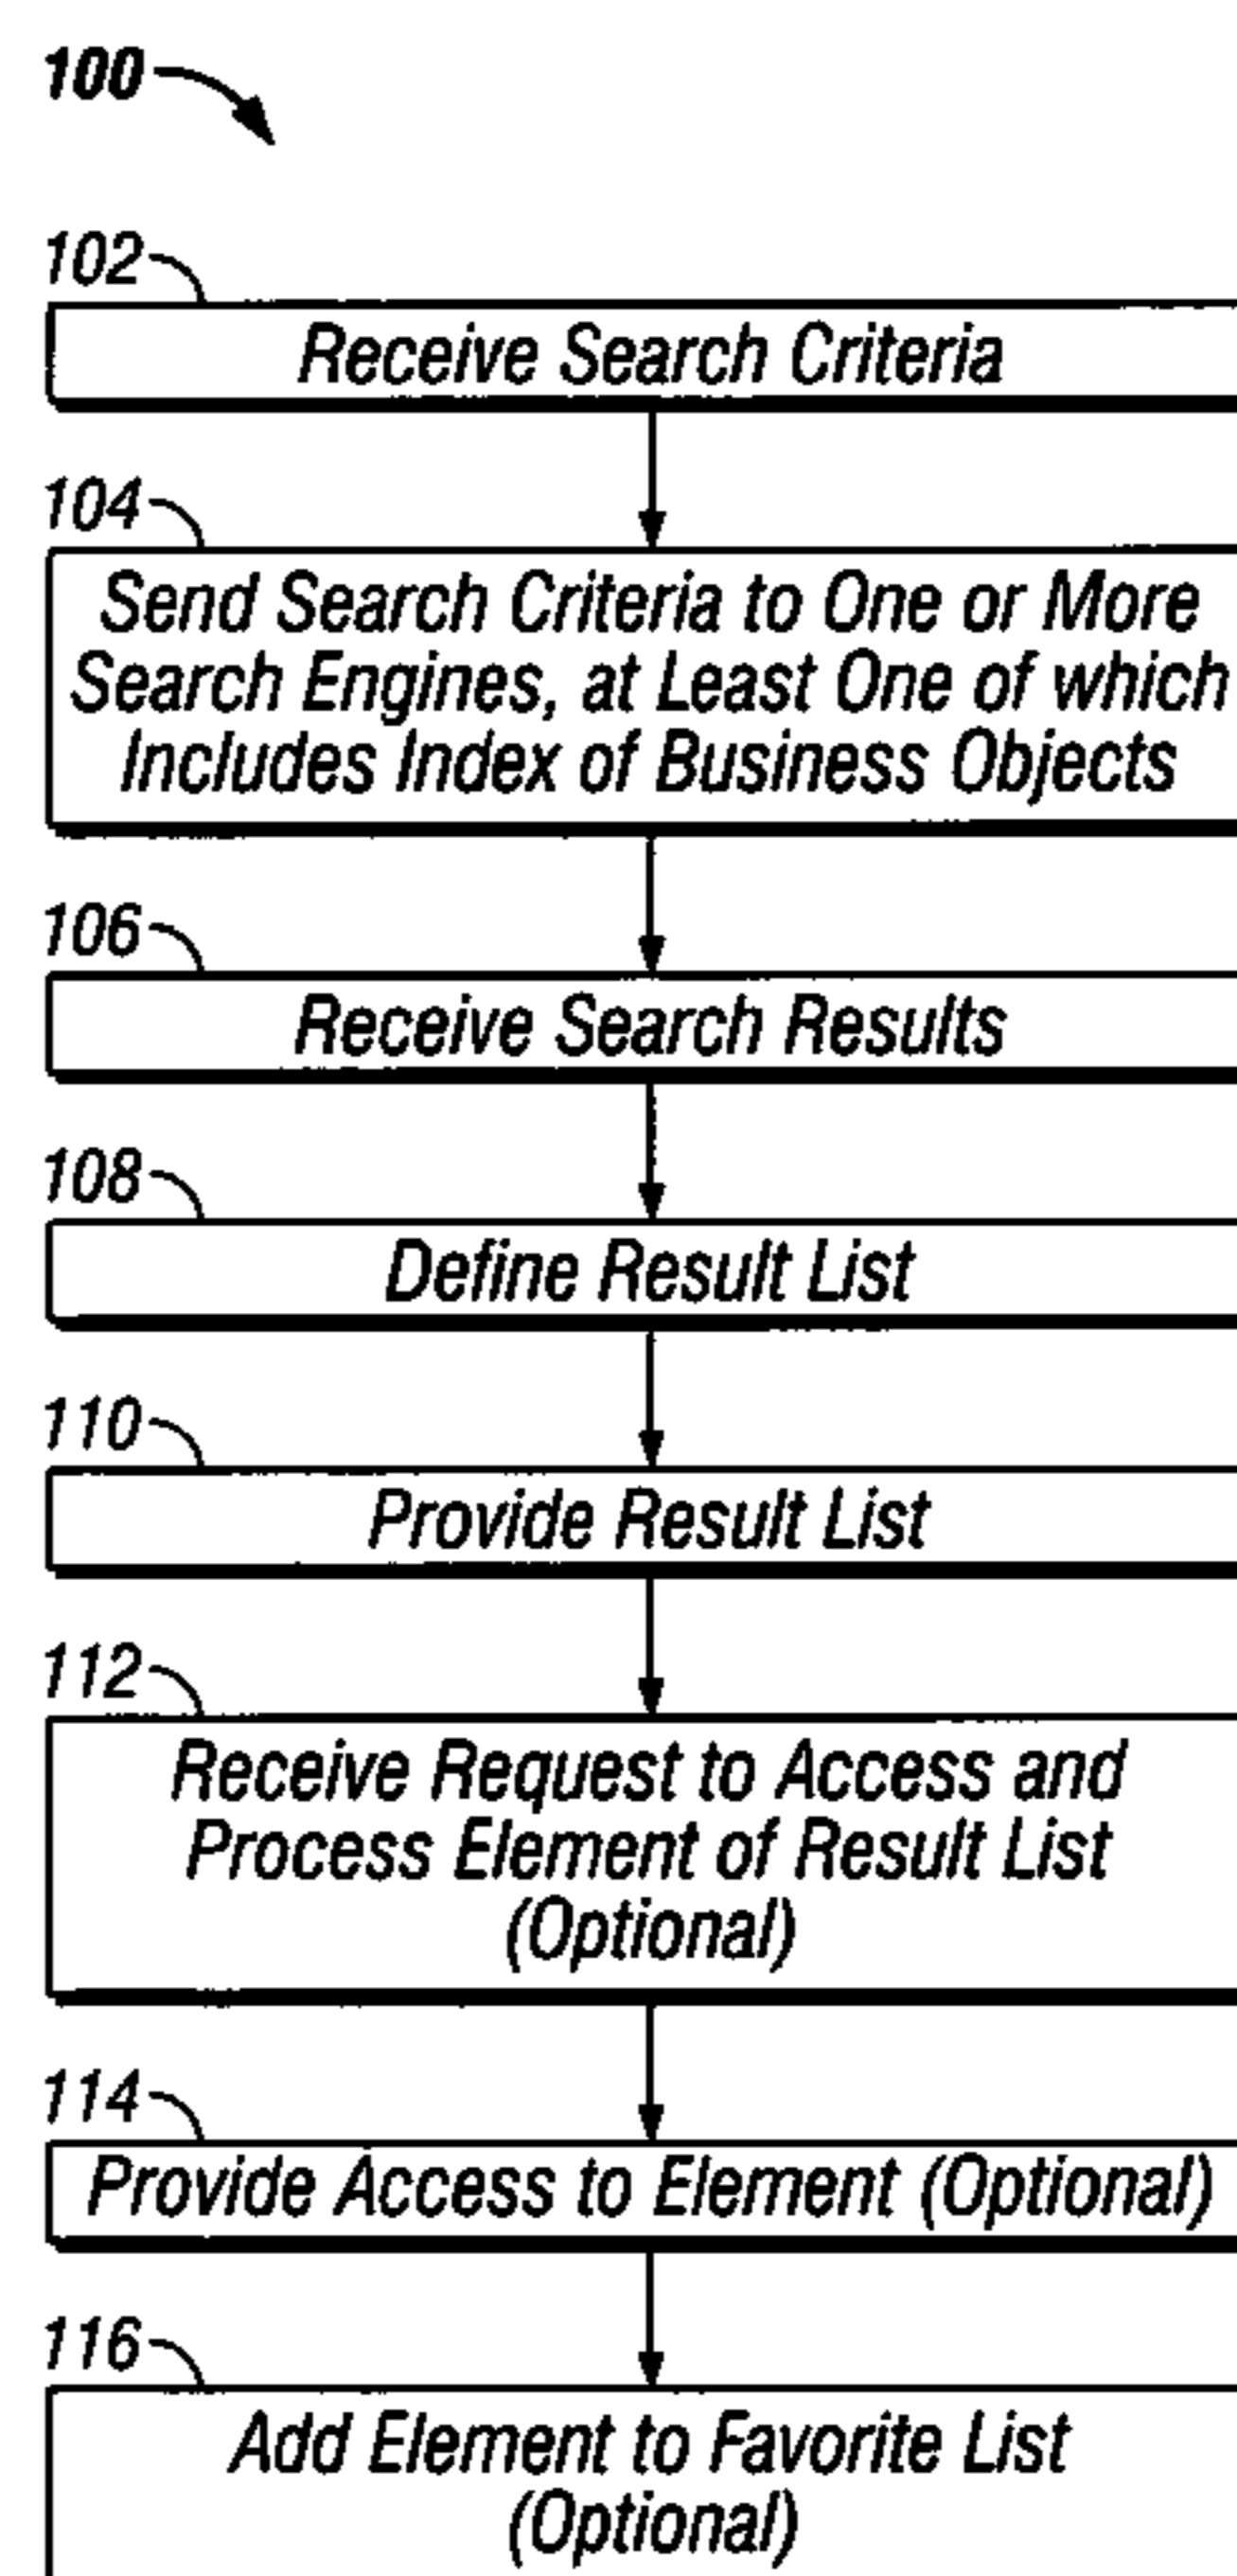 100
102
Receive Search Criteria
104
Send Search Criteria to One or More
Search Engines, at Least One of which
Includes Index of Business Objects
106
Receive Search Results
108
Define Result List
110
Provide Result List
112
Receive Request to Access and
Process Element of Result List
(Optional)
114
Provide Access to Element (Optional)
116
Add Element to Favorite List
(Optional)